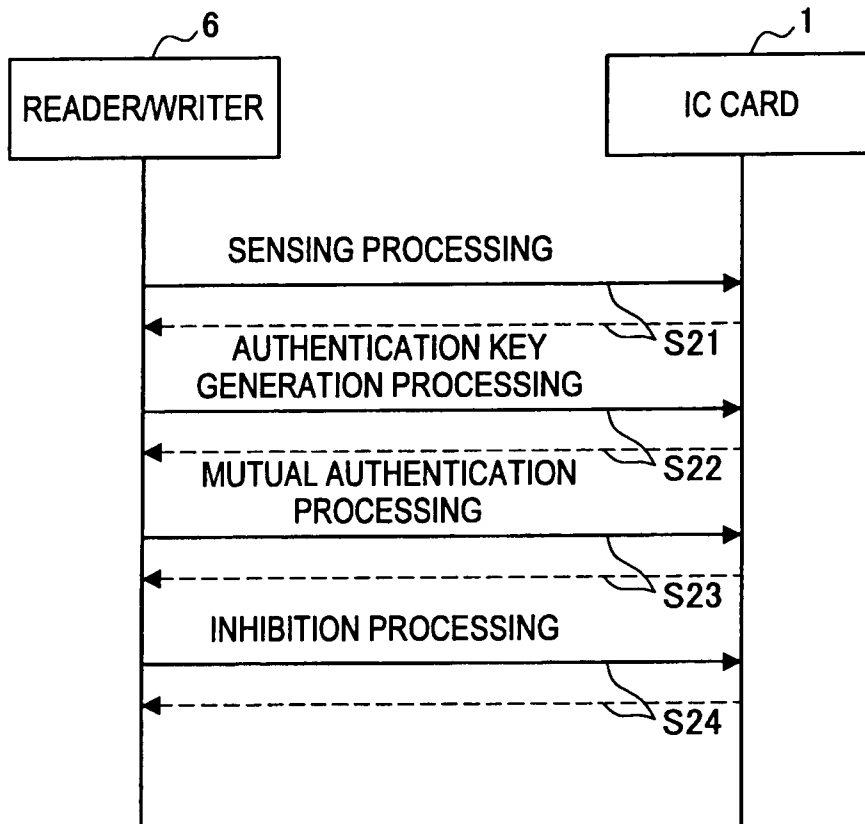 6
1
READER/WRITER
IC CARD
SENSING PROCESSING
S21
AUTHENTICATION KEY
GENERATION PROCESSING
S22
MUTUAL AUTHENTICATION
PROCESSING
S23
INHIBITION PROCESSING
S24